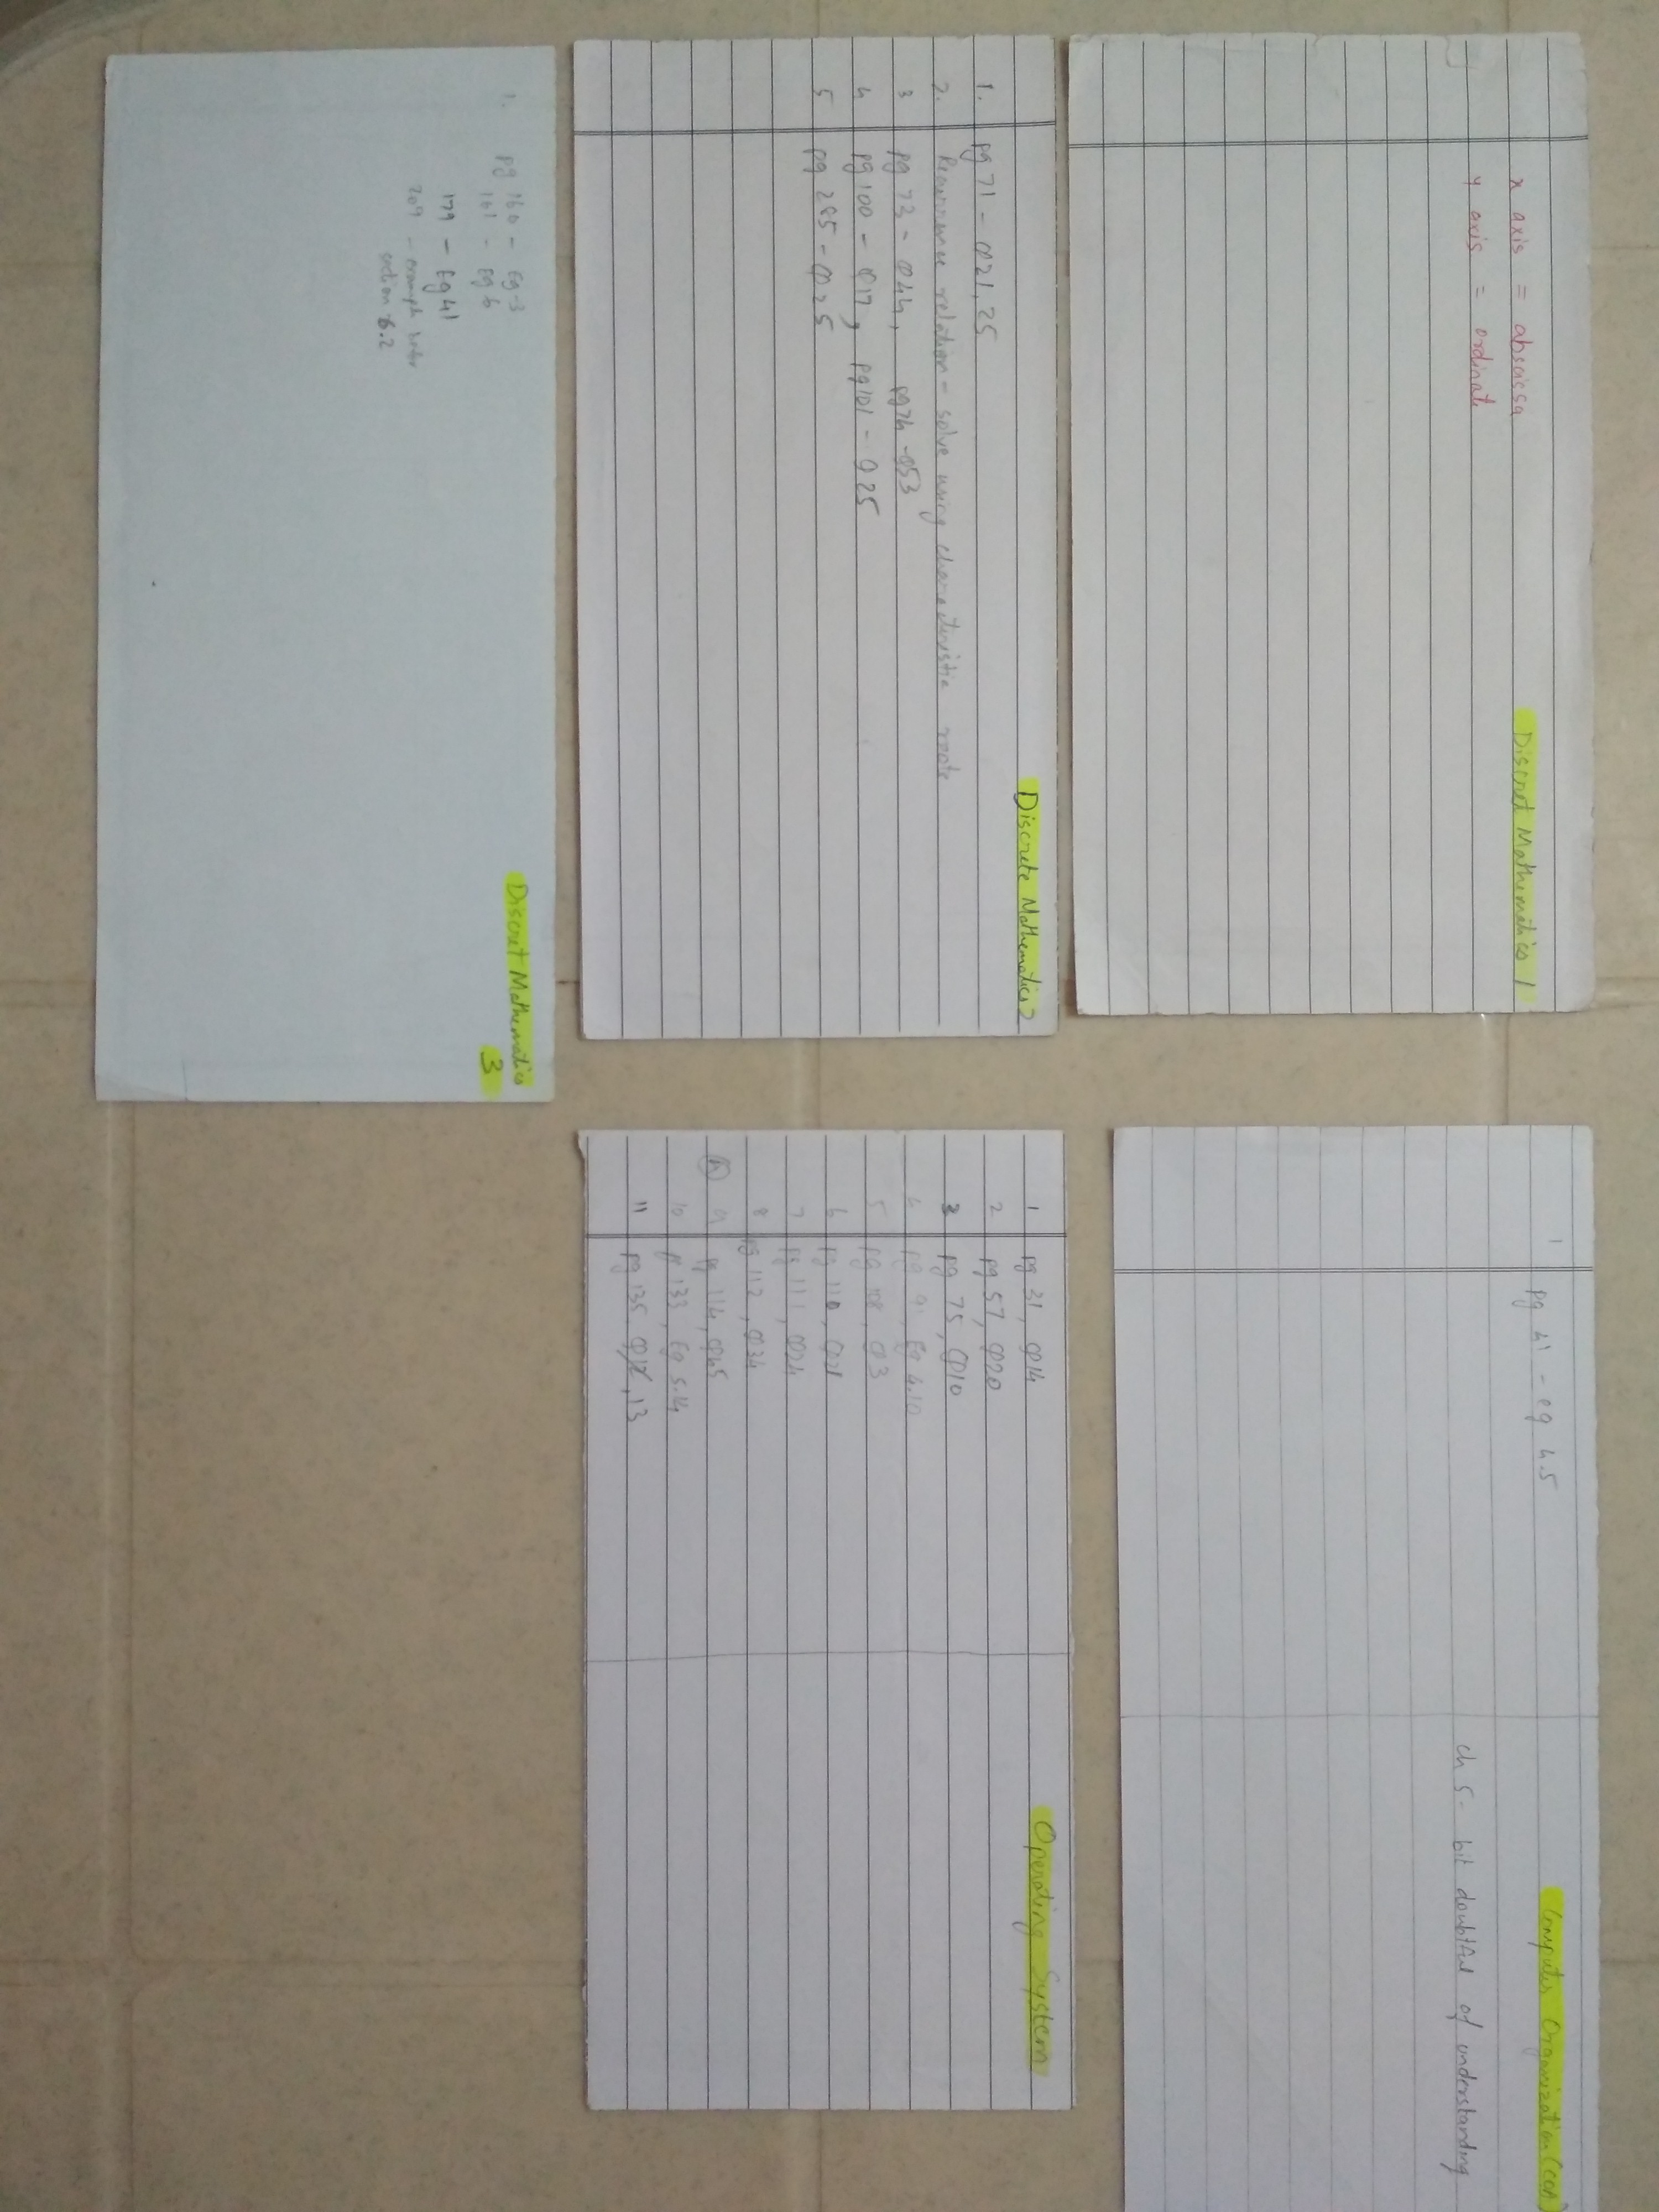 Discret Mathematics 1
x axis = abscissa
y axis = ordinate
Computer Organization (COA)
1 pg 41 - eg 4.5
ch 5 - bit doubtful of understanding
Discrete Mathematics 2
1. pg 71 - Q21, 25
2. Recurrence relation - solve using characteristic roots
3 pg 73 - Q44, pg 74 - Q53
4 pg 100 - Q17, pg 101 - Q25
5 pg 285 - Q25
Operating System
1 pg 31, Q14
2 pg 57, Q20
3 pg 75, Q10
4 pg 91, Eg 4.10
5 pg 108, Q3
6 pg 110, Q21
7 pg 111, Q24
8 pg 112, Q34
9 pg 114, Q45
10 pg 133, Eg 5.14
11 pg 135, Q12, 13
Discret Mathematics
3
1. pg 160 - Eg-3
161 - Eg 6
179 - Eg 41
209 - example before
section 6.2